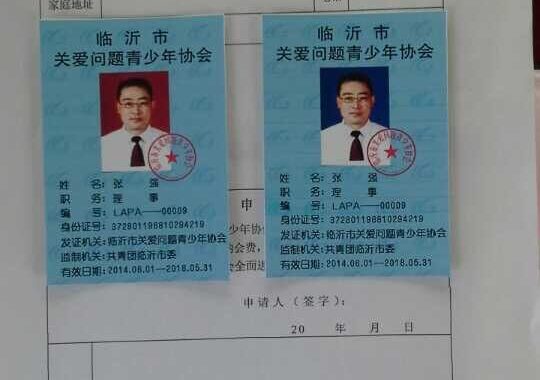 家庭地址
临沂市
关爱问题青少年协会
姓名:张强
职务:理事
编号:LAPA——00009
身份证号:372801198810294219
发证机关:临沂市关爱问题青少年协会
监制机关:共青团临沂市委
有效日期:2014.06.01--2018.05.31
临沂市
关爱问题青少年协会
姓名:张强
职务:理事
编号:LAPA——00009
身份证号:372801198810294219
发证机关:临沂市关爱问题青少年协会
监制机关:共青团临沂市委
有效日期:2014.06.01--2018.05.31
申
少年协
会费,
全面
申请人(签字):
20 年 月 日